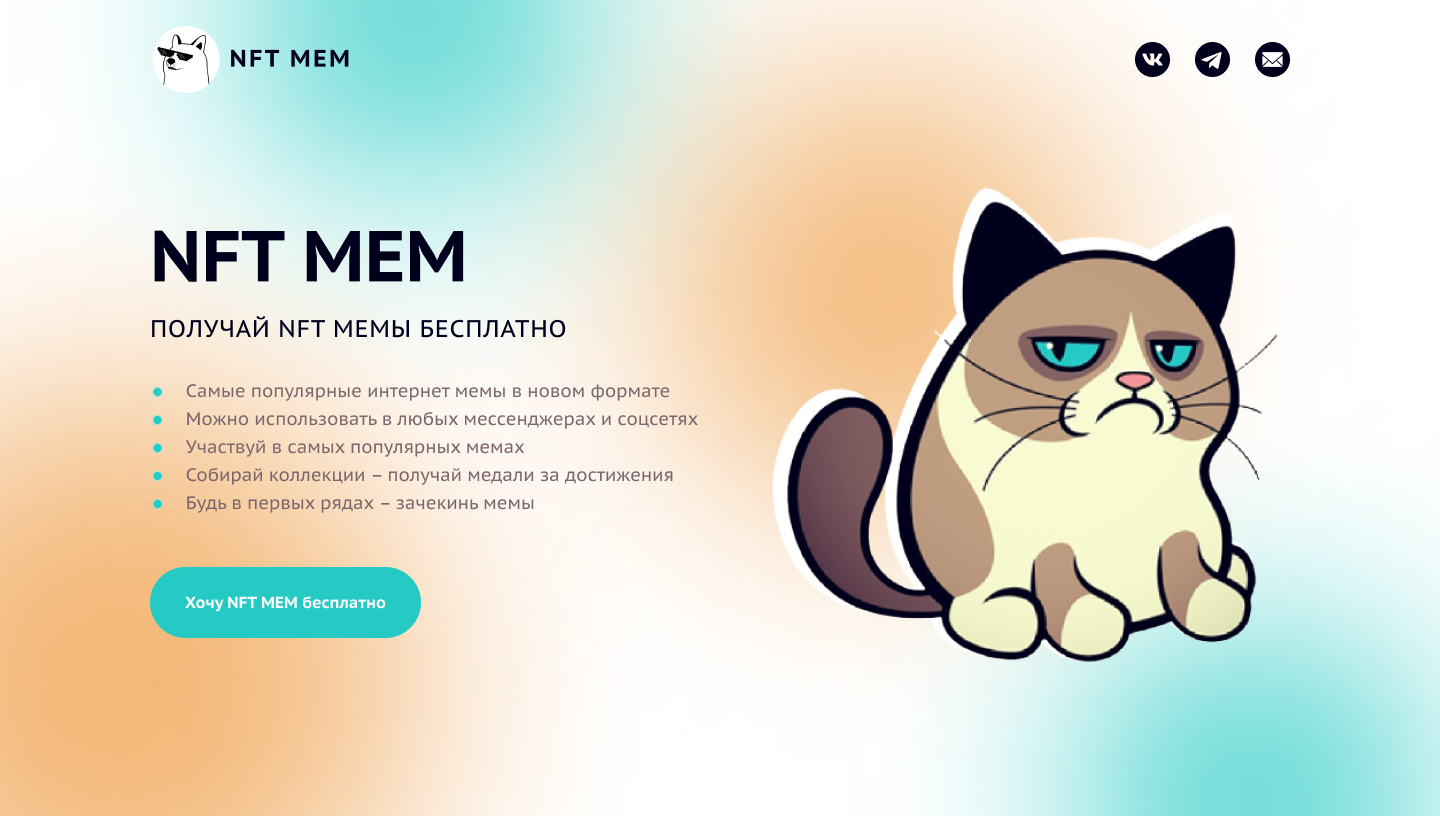 NFT MEM
NFT MEM
ПОЛУЧАЙ NFT МЕМЫ БЕСПЛАТНО
Самые популярные интернет мемы в новом формате
Можно использовать в любых мессенджерах и соцсетях
Участвуй в самых популярных мемах
Собирай коллекции – получай медали за достижения
Будь в первых рядах – зачекинь мемы
Хочу NFT MEM бесплатно